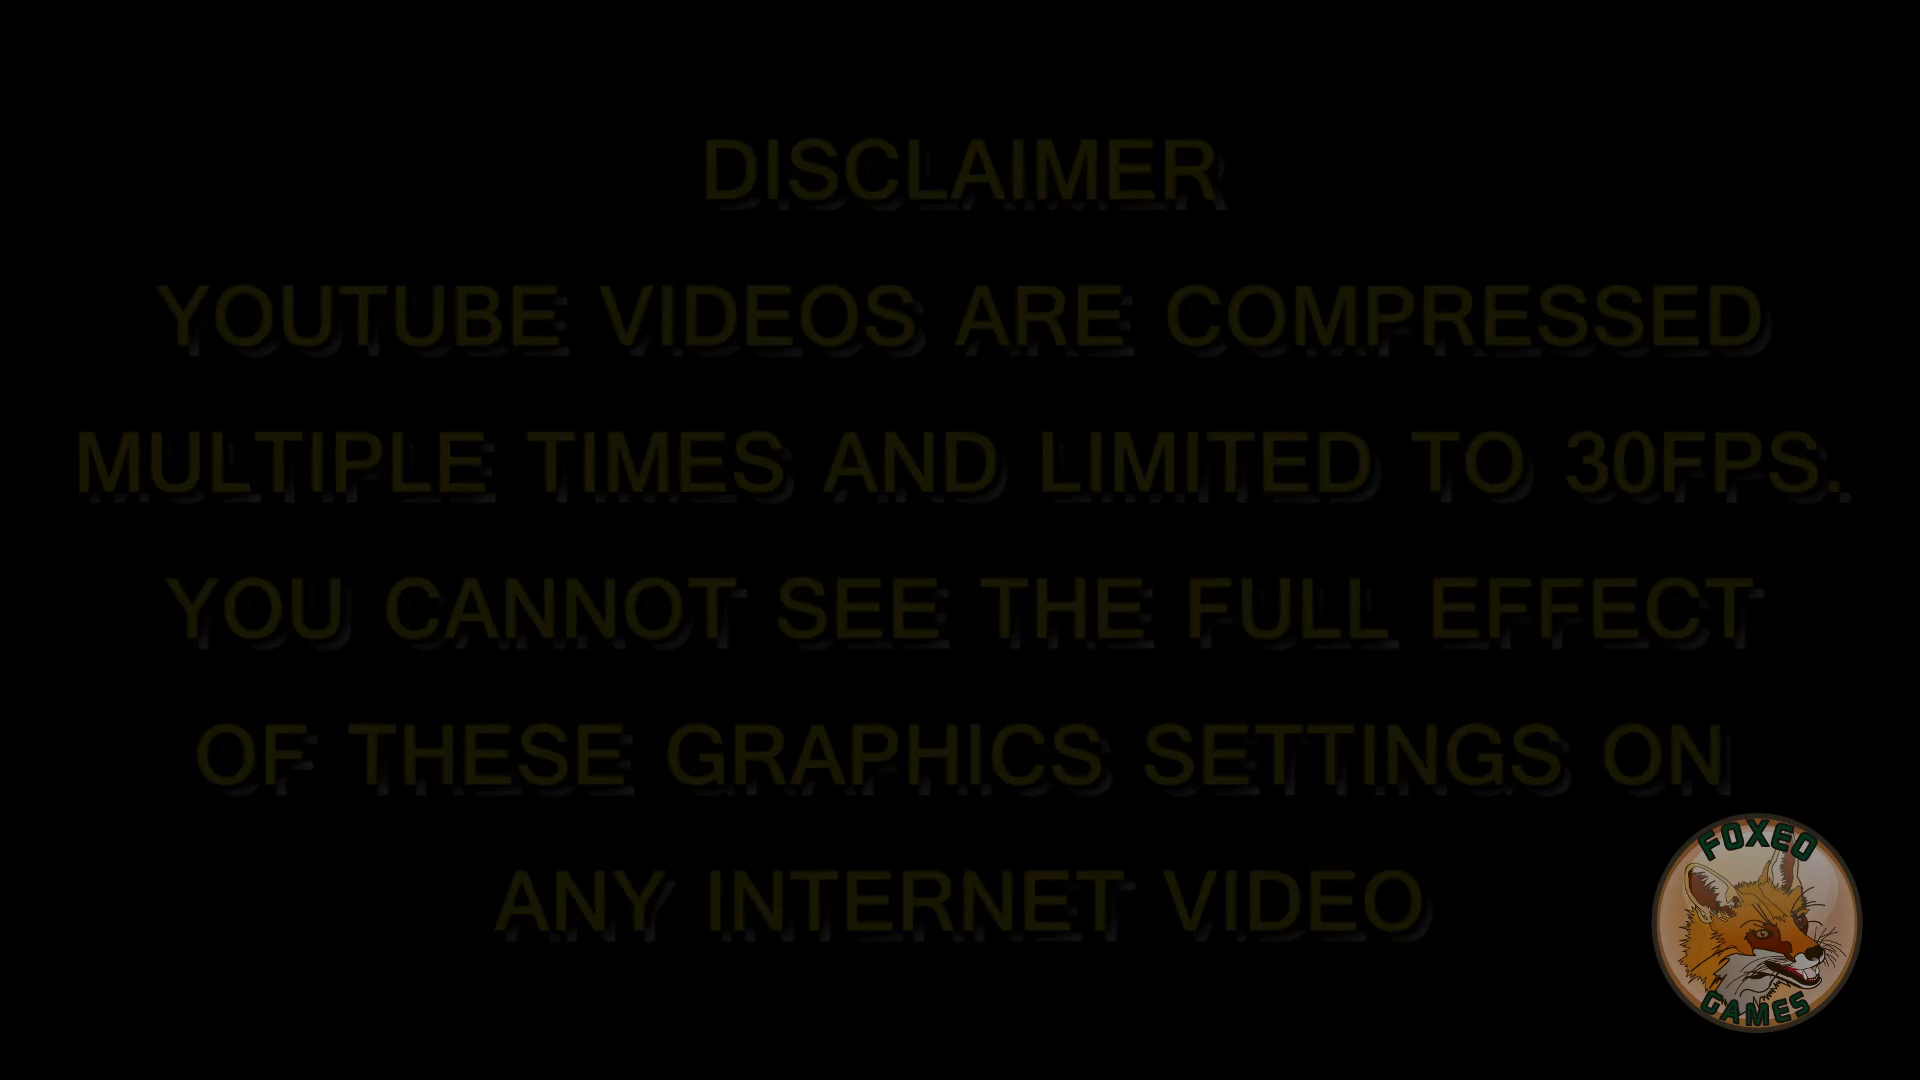 DISCLAIMER
YOUTUBE VIDEOS ARE COMPRESSED
MULTIPLE TIMES AND LIMITED TO 30FPS.
YOU CANNOT SEE THE FULL EFFECT
OF THESE GRAPHICS SETTINGS ON
ANY INTERNET VIDEO
FOXEO
GAMES